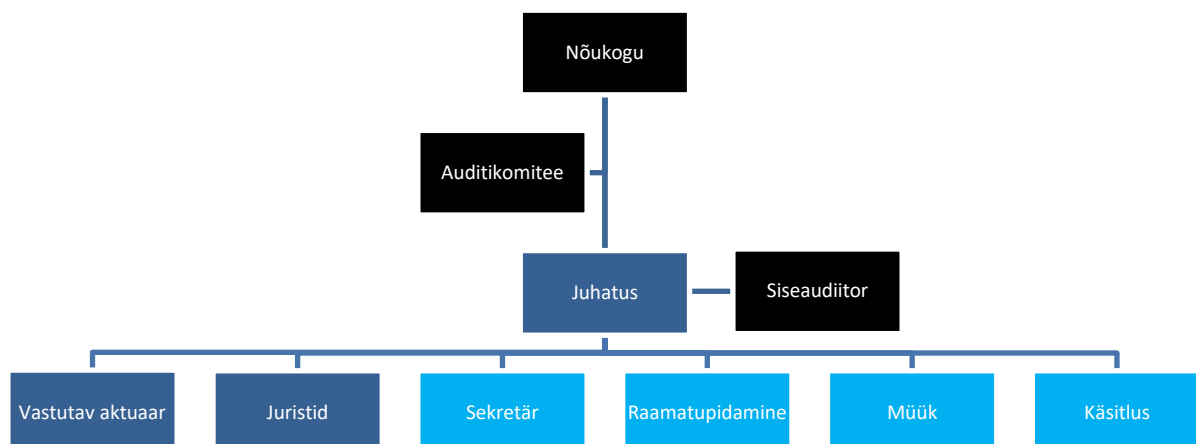 Nõukogu
Auditikomitee
Juhatus
Siseaudiitor
Vastutav aktuaar
Juristid
Sekretär
Raamatupidamine
Müük
Käsitlus